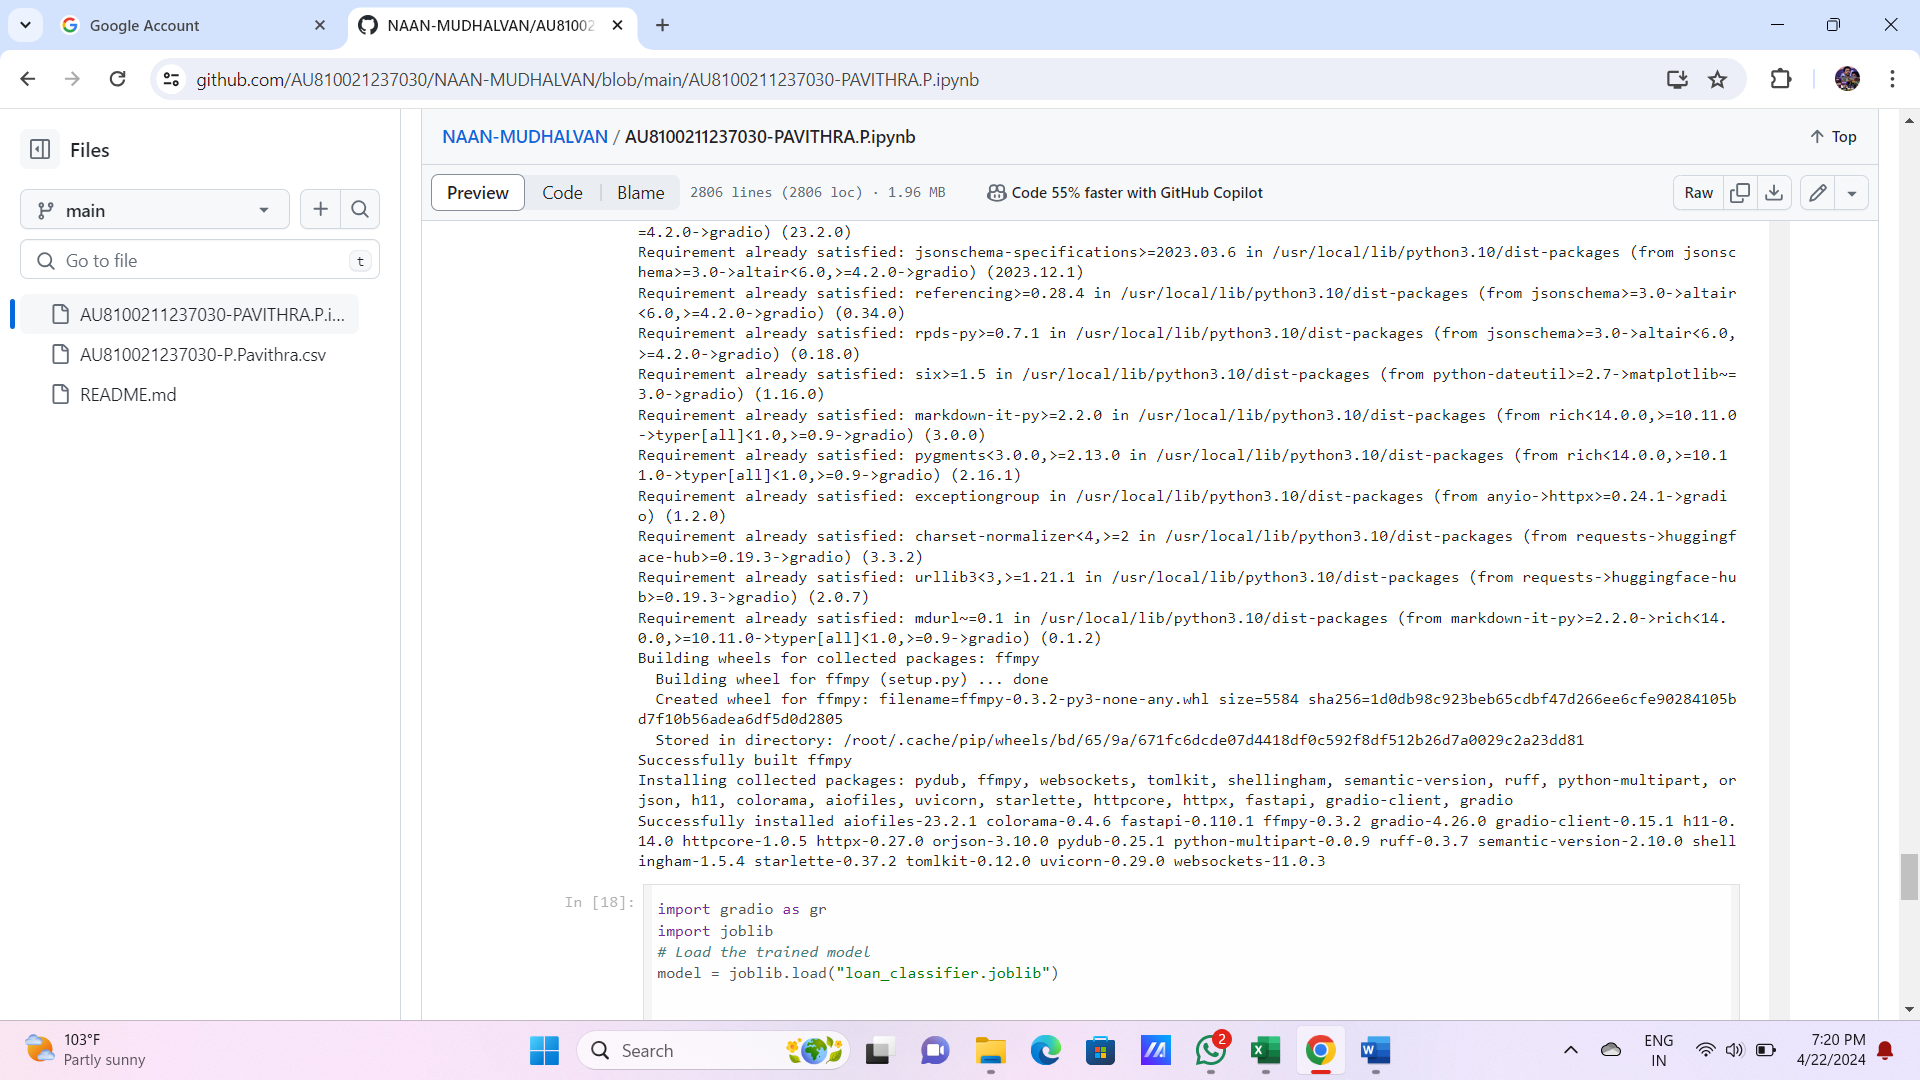 Google Account
NAAN-MUDHALVAN/AU81002
github.com/AU810021237030/NAAN-MUDHALVAN/blob/main/AU8100211237030-PAVITHRA.P.ipynb
Files
NAAN-MUDHALVAN / AU8100211237030-PAVITHRA.P.ipynb
Top
Preview
Code
Blame
2806 lines (2806 loc) · 1.96 MB
Code 55% faster with GitHub Copilot
Raw
main
Go to file
t
AU8100211237030-PAVITHRA.P.i...
AU810021237030-P.Pavithra.csv
README.md
=4.2.0->gradio) (23.2.0)
Requirement already satisfied: jsonschema-specifications>=2023.03.6 in /usr/local/lib/python3.10/dist-packages (from jsonsc
hema>=3.0->altair<6.0,>=4.2.0->gradio) (2023.12.1)
Requirement already satisfied: referencing>=0.28.4 in /usr/local/lib/python3.10/dist-packages (from jsonschema>=3.0->altair
<6.0,>=4.2.0->gradio) (0.34.0)
Requirement already satisfied: rpds-py>=0.7.1 in /usr/local/lib/python3.10/dist-packages (from jsonschema>=3.0->altair<6.0,
>=4.2.0->gradio) (0.18.0)
Requirement already satisfied: six>=1.5 in /usr/local/lib/python3.10/dist-packages (from python-dateutil>=2.7->matplotlib~=
3.0->gradio) (1.16.0)
Requirement already satisfied: markdown-it-py>=2.2.0 in /usr/local/lib/python3.10/dist-packages (from rich<14.0.0,>=10.11.0
->typer[all]<1.0,>=0.9->gradio) (3.0.0)
Requirement already satisfied: pygments<3.0.0,>=2.13.0 in /usr/local/lib/python3.10/dist-packages (from rich<14.0.0,>=10.1
1.0->typer[all]<1.0,>=0.9->gradio) (2.16.1)
Requirement already satisfied: exceptiongroup in /usr/local/lib/python3.10/dist-packages (from anyio->httpx>=0.24.1->gradi
o) (1.2.0)
Requirement already satisfied: charset-normalizer<4,>=2 in /usr/local/lib/python3.10/dist-packages (from requests->huggingf
ace-hub>=0.19.3->gradio) (3.3.2)
Requirement already satisfied: urllib3<3,>=1.21.1 in /usr/local/lib/python3.10/dist-packages (from requests->huggingface-hu
b>=0.19.3->gradio) (2.0.7)
Requirement already satisfied: mdurl~=0.1 in /usr/local/lib/python3.10/dist-packages (from markdown-it-py>=2.2.0->rich<14.
0.0,>=10.11.0->typer[all]<1.0,>=0.9->gradio) (0.1.2)
Building wheels for collected packages: ffmpy
Building wheel for ffmpy (setup.py) ... done
Created wheel for ffmpy: filename=ffmpy-0.3.2-py3-none-any.whl size=5584 sha256=1d0db98c923beb65cdbf47d266ee6cfe90284105b
d7f10b56adea6df5d0d2805
Stored in directory: /root/.cache/pip/wheels/bd/65/9a/671fc6dcde07d4418df0c592f8df512b26d7a0029c2a23dd81
Successfully built ffmpy
Installing collected packages: pydub, ffmpy, websockets, tomlkit, shellingham, semantic-version, ruff, python-multipart, or
json, h11, colorama, aiofiles, uvicorn, starlette, httpcore, httpx, fastapi, gradio-client, gradio
Successfully installed aiofiles-23.2.1 colorama-0.4.6 fastapi-0.110.1 ffmpy-0.3.2 gradio-4.26.0 gradio-client-0.15.1 h11-0.
14.0 httpcore-1.0.5 httpx-0.27.0 orjson-3.10.0 pydub-0.25.1 python-multipart-0.0.9 ruff-0.3.7 semantic-version-2.10.0 shell
ingham-1.5.4 starlette-0.37.2 tomlkit-0.12.0 uvicorn-0.29.0 websockets-11.0.3
In [18]:
import gradio as gr
import joblib
# Load the trained model
model = joblib.load("loan_classifier.joblib")
103°F
Partly sunny
Search
2
ENG
IN
7:20 PM
4/22/2024